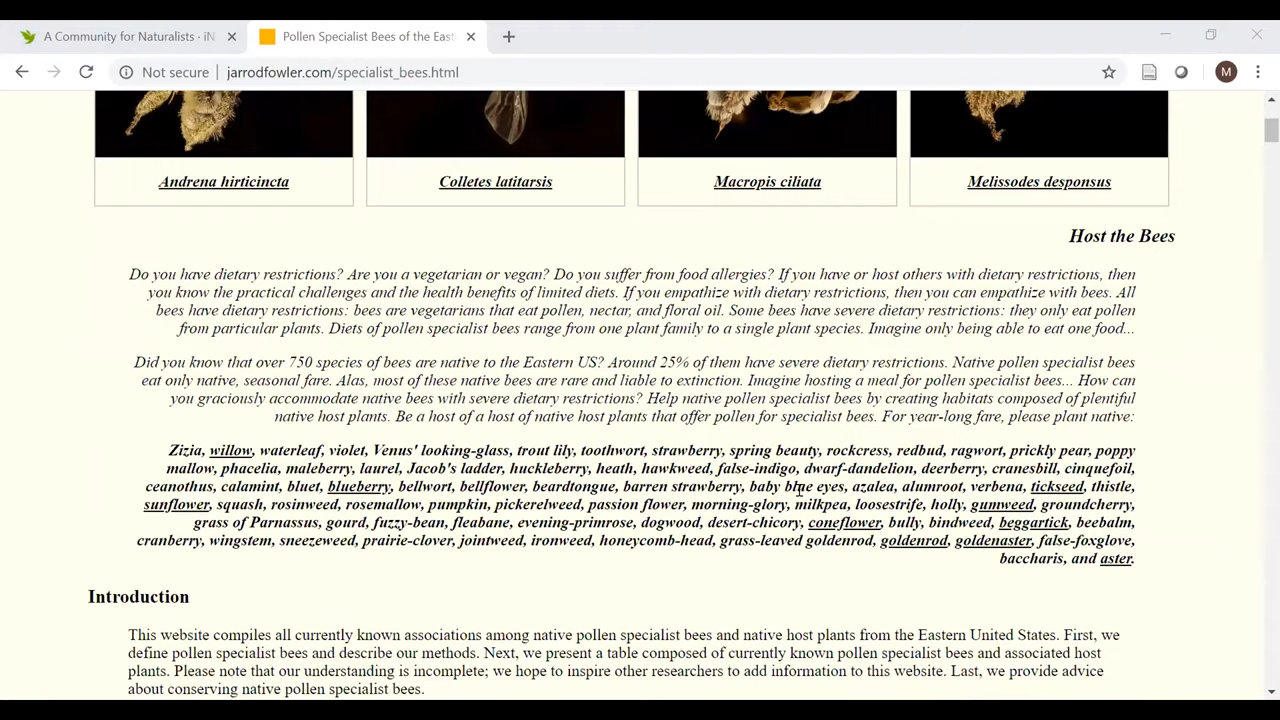 A Community for Naturalists · iN
Pollen Specialist Bees of the East
Not secure
jarrodfowler.com/specialist_bees.html
M
Andrena hirticincta
Colletes latitarsis
Macropis ciliata
Melissodes desponsus
Host the Bees
Do you have dietary restrictions? Are you a vegetarian or vegan? Do you suffer from food allergies? If you have or host others with dietary restrictions, then
you know the practical challenges and the health benefits of limited diets. If you empathize with dietary restrictions, then you can empathize with bees. All
bees have dietary restrictions: bees are vegetarians that eat pollen, nectar, and floral oil. Some bees have severe dietary restrictions: they only eat pollen
from particular plants. Diets of pollen specialist bees range from one plant family to a single plant species. Imagine only being able to eat one food...
Did you know that over 750 species of bees are native to the Eastern US? Around 25% of them have severe dietary restrictions. Native pollen specialist bees
eat only native, seasonal fare. Alas, most of these native bees are rare and liable to extinction. Imagine hosting a meal for pollen specialist bees... How can
you graciously accommodate native bees with severe dietary restrictions? Help native pollen specialist bees by creating habitats composed of plentiful
native host plants. Be a host of a host of native host plants that offer pollen for specialist bees. For year-long fare, please plant native:
Zizia, willow, waterleaf, violet, Venus' looking-glass, trout lily, toothwort, strawberry, spring beauty, rockcress, redbud, ragwort, prickly pear, poppy
mallow, phacelia, maleberry, laurel, Jacob's ladder, huckleberry, heath, hawkweed, false-indigo, dwarf-dandelion, deerberry, cranesbill, cinquefoil,
ceanothus, calamint, bluet, blueberry, bellwort, bellflower, beardtongue, barren strawberry, baby blue eyes, azalea, alumroot, verbena, tickseed, thistle,
sunflower, squash, rosinweed, rosemallow, pumpkin, pickerelweed, passion flower, morning-glory, milkpea, loosestrife, holly, gumweed, groundcherry,
grass of Parnassus, gourd, fuzzy-bean, fleabane, evening-primrose, dogwood, desert-chicory, coneflower, bully, bindweed, beggartick, beebalm,
cranberry, wingstem, sneezeweed, prairie-clover, jointweed, ironweed, honeycomb-head, grass-leaved goldenrod, goldenrod, goldenaster, false-foxglove,
baccharis, and aster.
Introduction
This website compiles all currently known associations among native pollen specialist bees and native host plants from the Eastern United States. First, we
define pollen specialist bees and describe our methods. Next, we present a table composed of currently known pollen specialist bees and associated host
plants. Please note that our understanding is incomplete; we hope to inspire other researchers to add information to this website. Last, we provide advice
about conserving native pollen specialist bees.